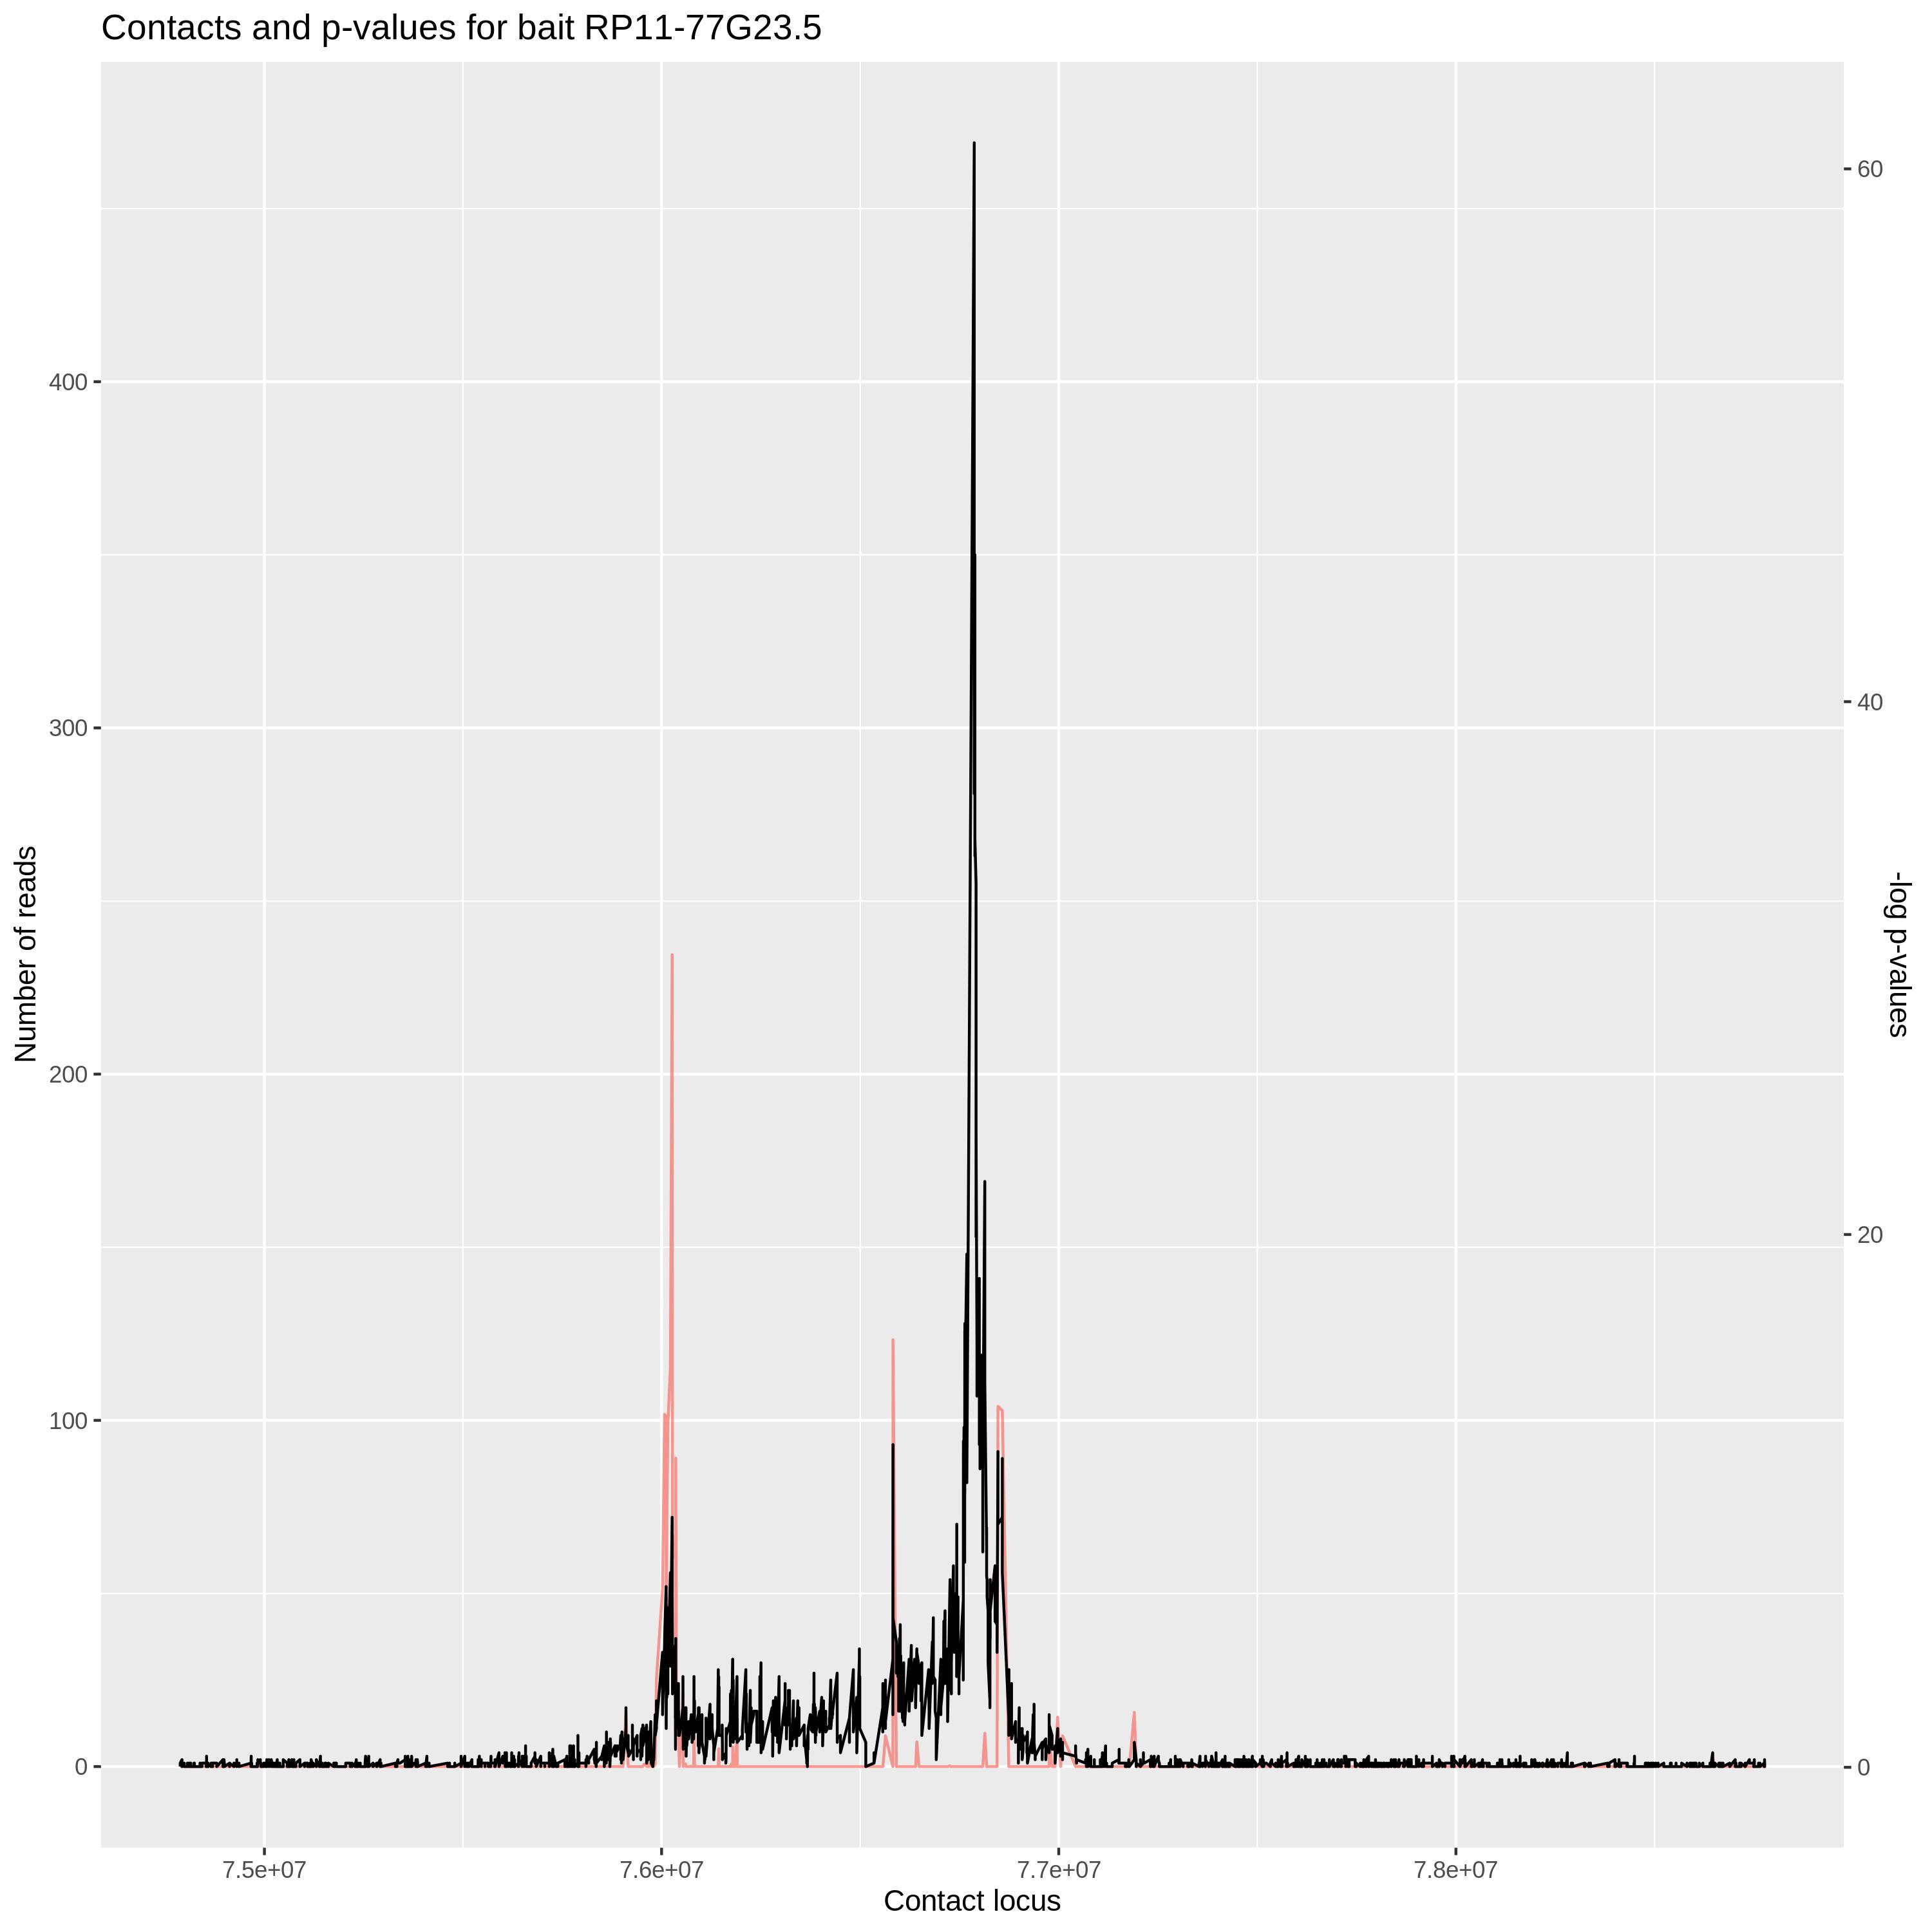 Contacts and p-values for bait RP11-77G23.5
400
300
200
100
0
Number of reads
60
40
20
0
-log p-values
7.5e+07
7.6e+07
7.7e+07
7.8e+07
Contact locus